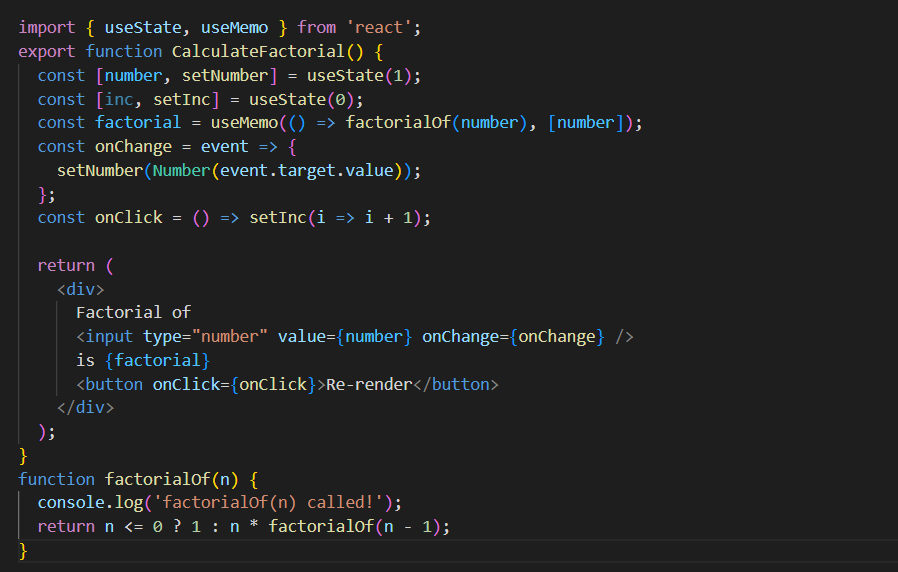 import { useState, useMemo } from 'react';
export function CalculateFactorial() {
  const [number, setNumber] = useState(1);
  const [inc, setInc] = useState(0);
  const factorial = useMemo(() => factorialOf(number), [number]);
  const onChange = event => {
    setNumber(Number(event.target.value));
  };
  const onClick = () => setInc(i => i + 1);

  return (
    <div>
      Factorial of
      <input type="number" value={number} onChange={onChange} />
      is {factorial}
      <button onClick={onClick}>Re-render</button>
    </div>
  );
}
function factorialOf(n) {
  console.log('factorialOf(n) called!');
  return n <= 0 ? 1 : n * factorialOf(n - 1);
}